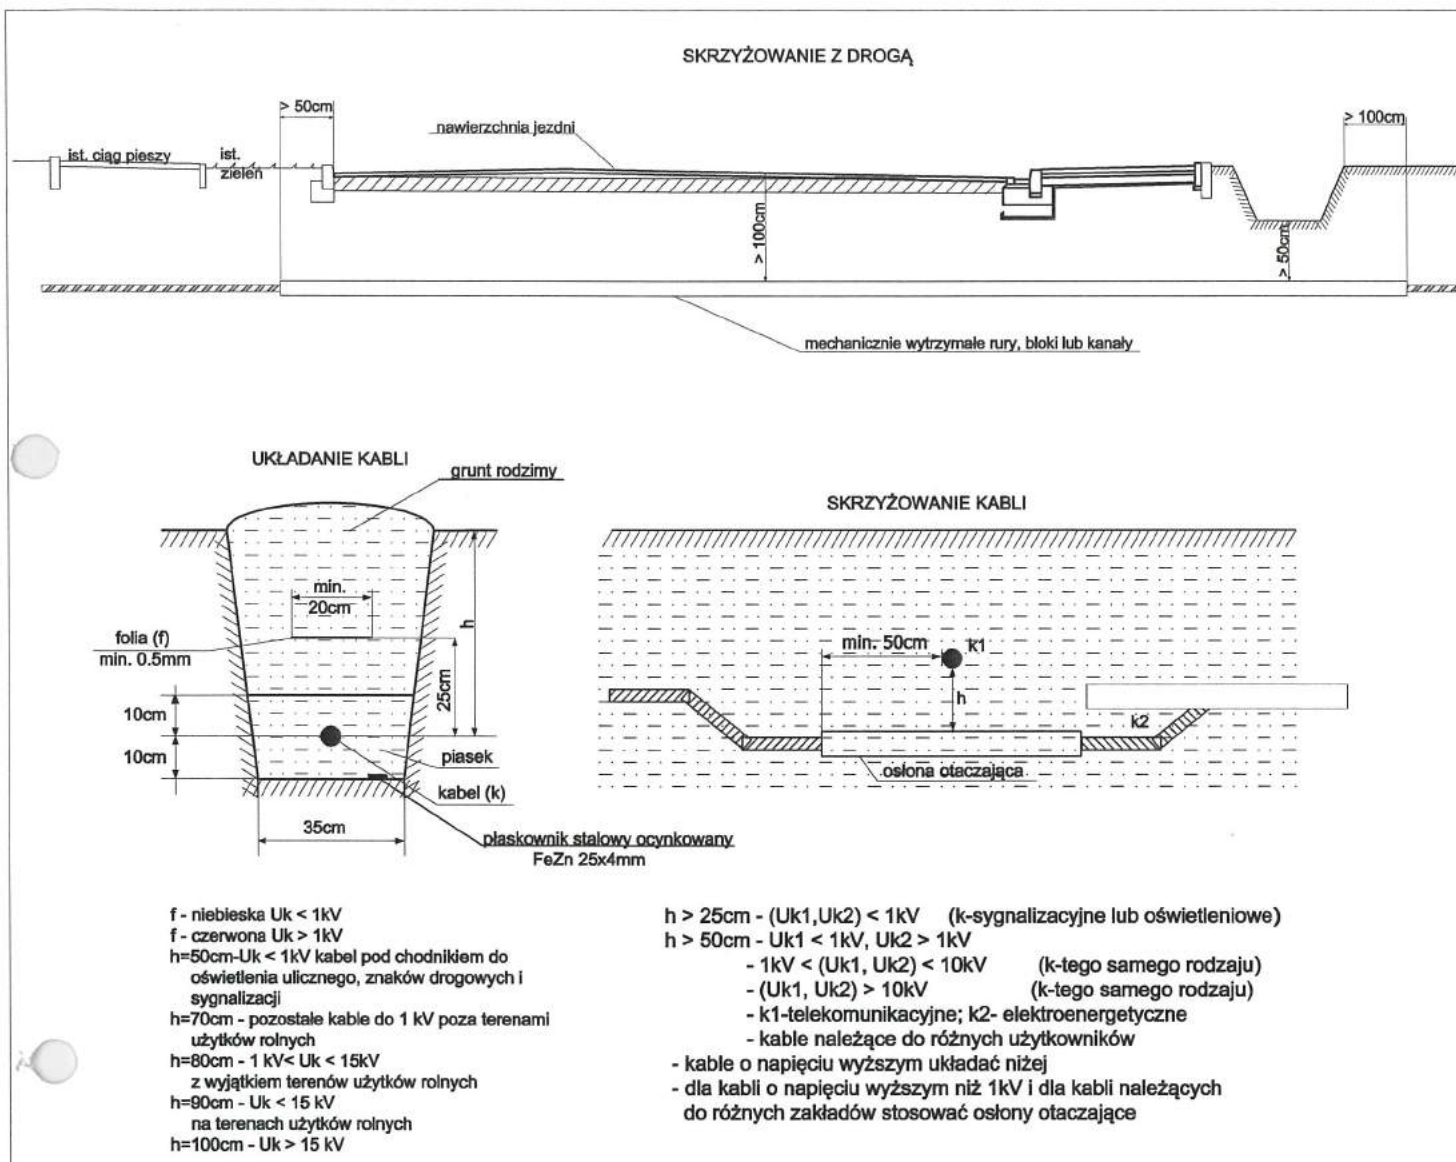 SKRZYŻOWANIE Z DROGĄ
> 50cm
> 100cm
nawierzchnia jezdni
ist. ciąg pieszy
ist.
zieleń
> 100cm
> 50cm
mechanicznie wytrzymałe rury, bloki lub kanały
UKŁADANIE KABLI
grunt rodzimy
min.
20cm
h
folia (f)
min. 0.5mm
25cm
10cm
10cm
piasek
kabel (k)
35cm
płaskownik stalowy ocynkowany
FeZn 25x4mm
SKRZYŻOWANIE KABLI
min. 50cm
k1
h
k2
osłona otaczająca
f - niebieska Uk < 1kV
f - czerwona Uk > 1kV
h=50cm-Uk < 1kV kabel pod chodnikiem do
oświetlenia ulicznego, znaków drogowych i
sygnalizacji
h=70cm - pozostałe kable do 1 kV poza terenami
użytków rolnych
h=80cm - 1 kV< Uk < 15kV
z wyjątkiem terenów użytków rolnych
h=90cm - Uk < 15 kV
na terenach użytków rolnych
h=100cm - Uk > 15 kV
h > 25cm - (Uk1,Uk2) < 1kV (k-sygnalizacyjne lub oświetleniowe)
h > 50cm - Uk1 < 1kV, Uk2 > 1kV
- 1kV < (Uk1, Uk2) < 10kV (k-tego samego rodzaju)
- (Uk1, Uk2) > 10kV (k-tego samego rodzaju)
- k1-telekomunikacyjne; k2- elektroenergetyczne
- kable należące do różnych użytkowników
- kable o napięciu wyższym układać niżej
- dla kabli o napięciu wyższym niż 1kV i dla kabli należących
do różnych zakładów stosować osłony otaczające